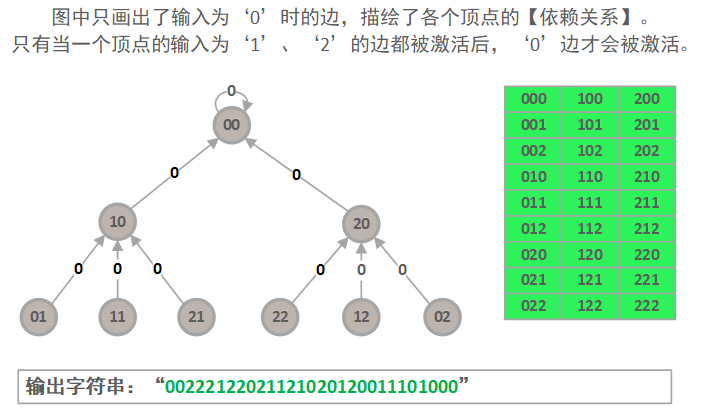 图中只画出了输入为‘0’时的边，描绘了各个顶点的【依赖关系】。
只有当一个顶点的输入为‘1’、‘2’的边都被激活后，‘0’边才会被激活。
0
00
0 0
10 20
0 0 0 0 0 0
01 11 21 22 12 02
000 100 200
001 101 201
002 102 202
010 110 210
011 111 211
012 112 212
020 120 220
021 121 221
022 122 222
输出字符串：“00222122021121020120011101000”